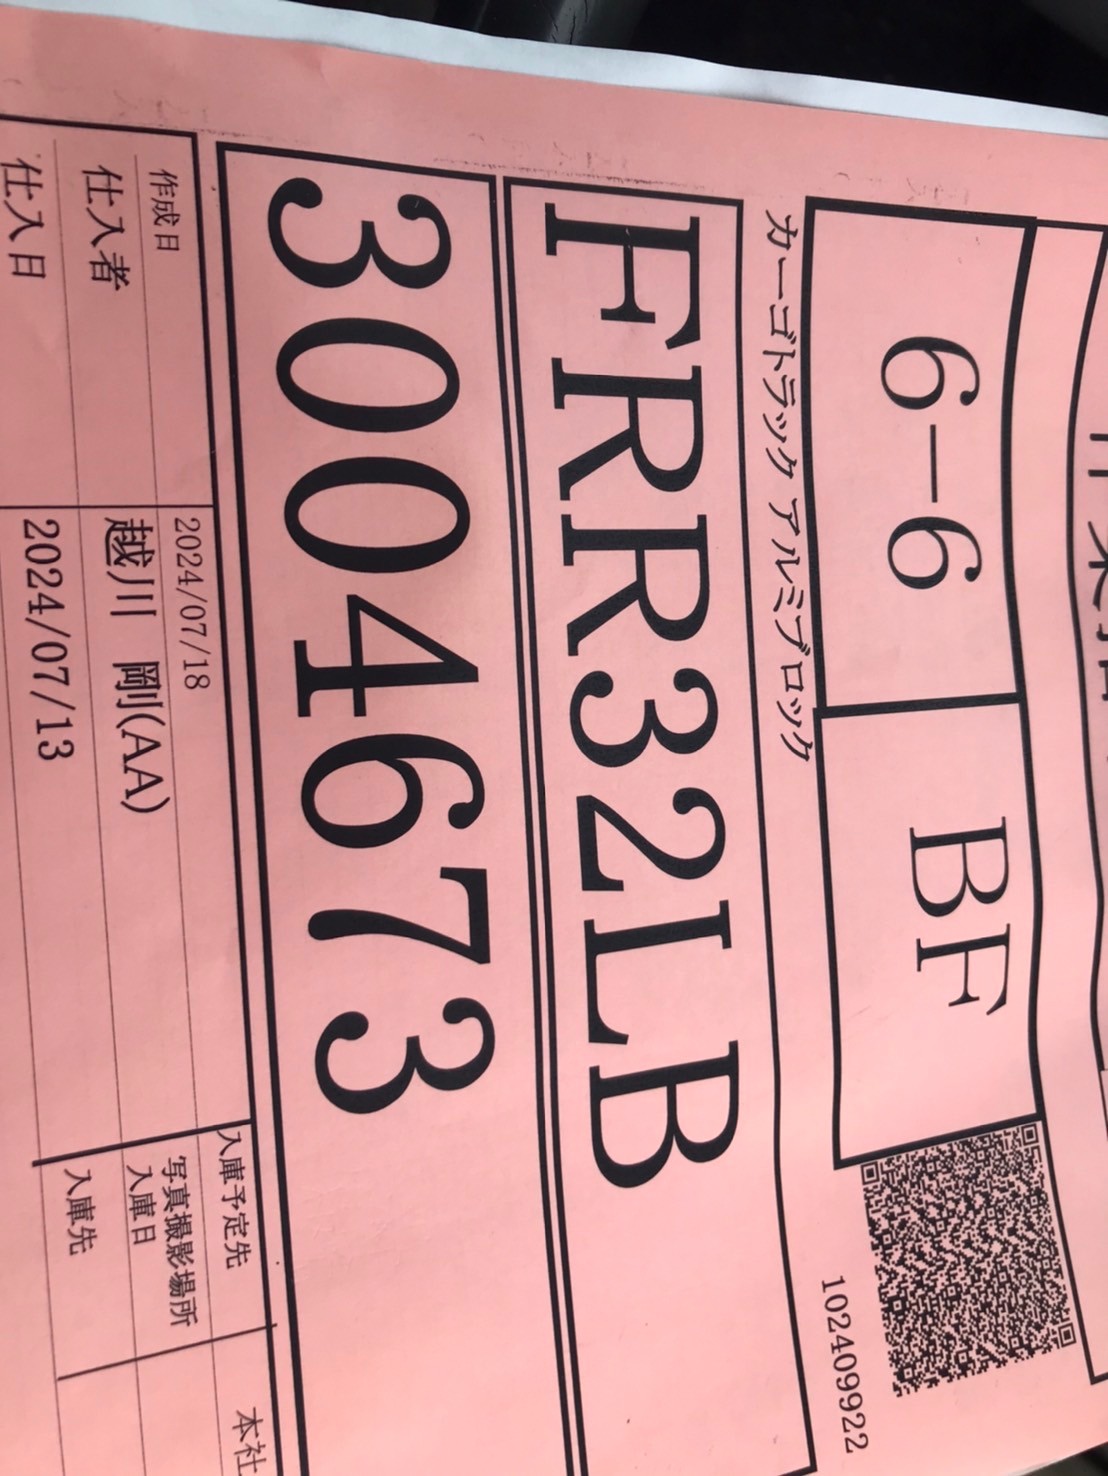 6-6
BF
102409922
カーゴトラック アルミブロック
FRR32LB
3004673
作成日 2024/07/18 入庫予定先 本社
仕入者 越川 剛(AA) 写真撮影場所
入庫日
仕入日 2024/07/13 入庫先